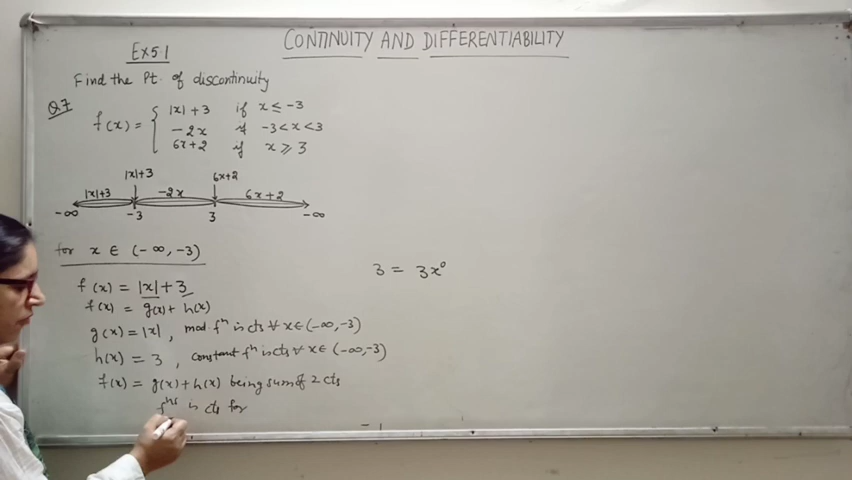 CONTINUITY AND DIFFERENTIABILITY
Ex 5.1
Find the Pt. of discontinuity
Q7
f(x) = { |x| + 3 if x ≤ -3
-2x if -3 < x < 3
6x+2 if x ≥ 3
|x|+3 6x+2
|x|+3 -2x 6x+2
-∞ -3 3 -∞
for x ∈ (-∞, -3)
f(x) = |x| + 3
f(x) = g(x) + h(x)
g(x) = |x| , mod. fⁿ is cts ∀ x ∈ (-∞, -3)
h(x) = 3 , constant fⁿ is cts ∀ x ∈ (-∞, -3)
f(x) = g(x) + h(x) being sum of 2 cts
fⁿˢ is cts for
3 = 3x⁰